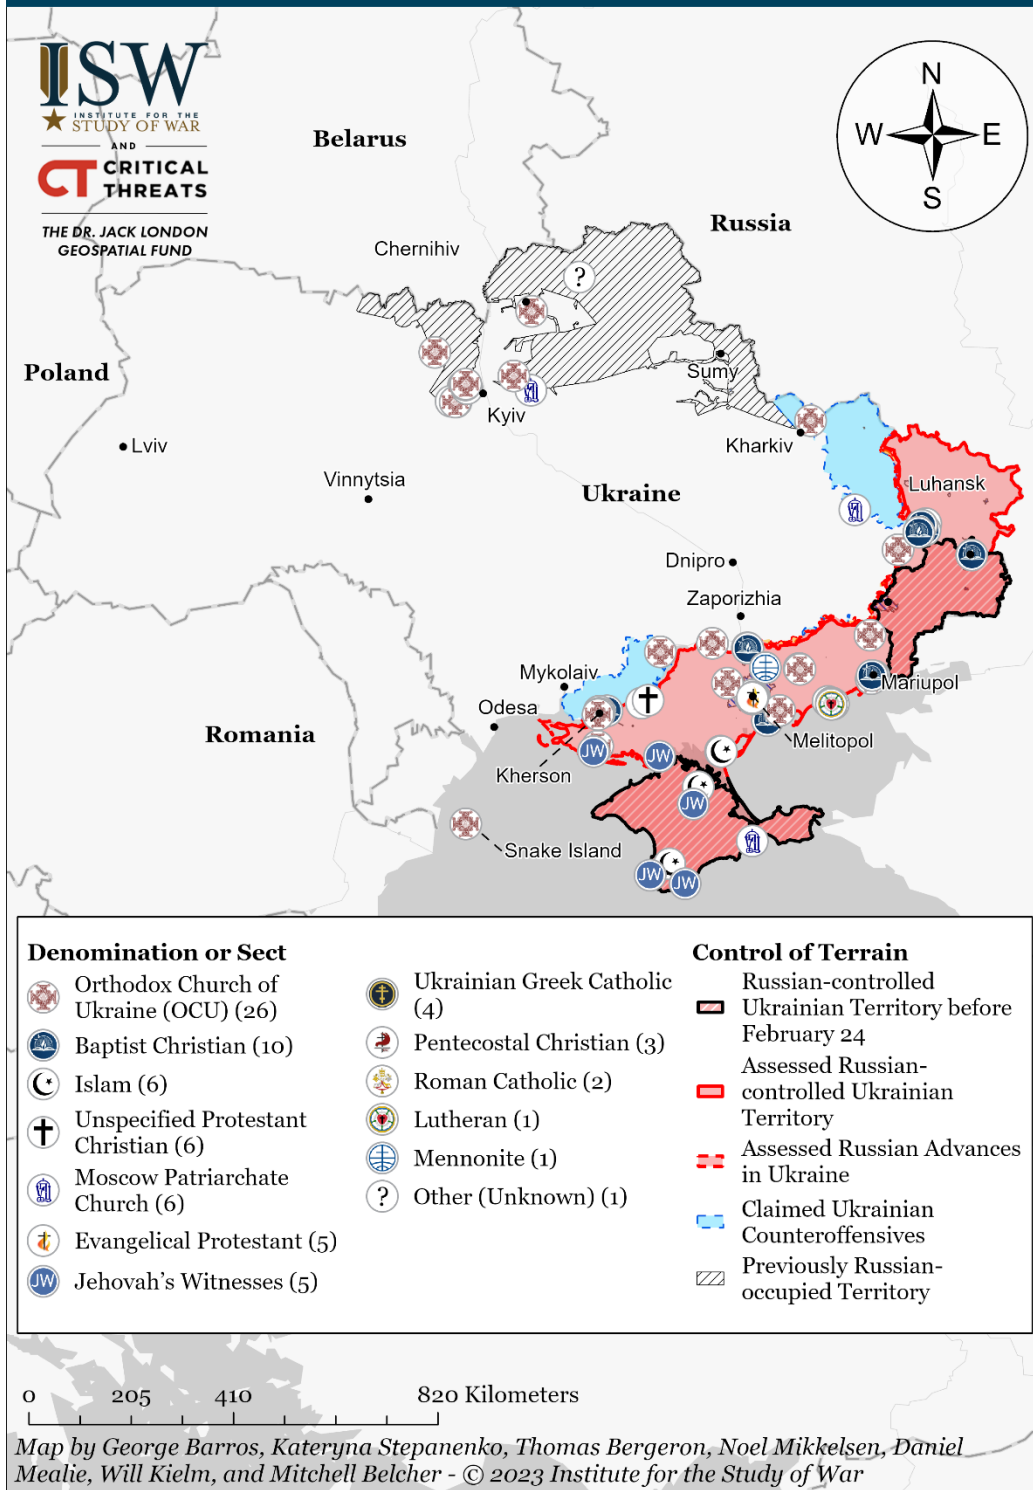 ISW
INSTITUTE FOR THE
STUDY OF WAR
AND
CT CRITICAL
THREATS
THE DR. JACK LONDON
GEOSPATIAL FUND
N
W E
S
Belarus
Russia
Chernihiv
?
Poland
Sumy
Kyiv
Kharkiv
Lviv
Vinnytsia
Ukraine
Luhansk
Dnipro
Zaporizhia
Mykolaiv
Mariupol
Odesa
Romania
Melitopol
Kherson
JW
JW
JW
Snake Island
JW
JW
Denomination or Sect
Orthodox Church of
Ukraine (OCU) (26)
Baptist Christian (10)
Islam (6)
Unspecified Protestant
Christian (6)
Moscow Patriarchate
Church (6)
Evangelical Protestant (5)
JW Jehovah's Witnesses (5)
Ukrainian Greek Catholic
(4)
Pentecostal Christian (3)
Roman Catholic (2)
Lutheran (1)
Mennonite (1)
? Other (Unknown) (1)
Control of Terrain
Russian-controlled
Ukrainian Territory before
February 24
Assessed Russian-
controlled Ukrainian
Territory
Assessed Russian Advances
in Ukraine
Claimed Ukrainian
Counteroffensives
Previously Russian-
occupied Territory
0 205 410 820 Kilometers
Map by George Barros, Kateryna Stepanenko, Thomas Bergeron, Noel Mikkelsen, Daniel
Mealie, Will Kielm, and Mitchell Belcher - © 2023 Institute for the Study of War